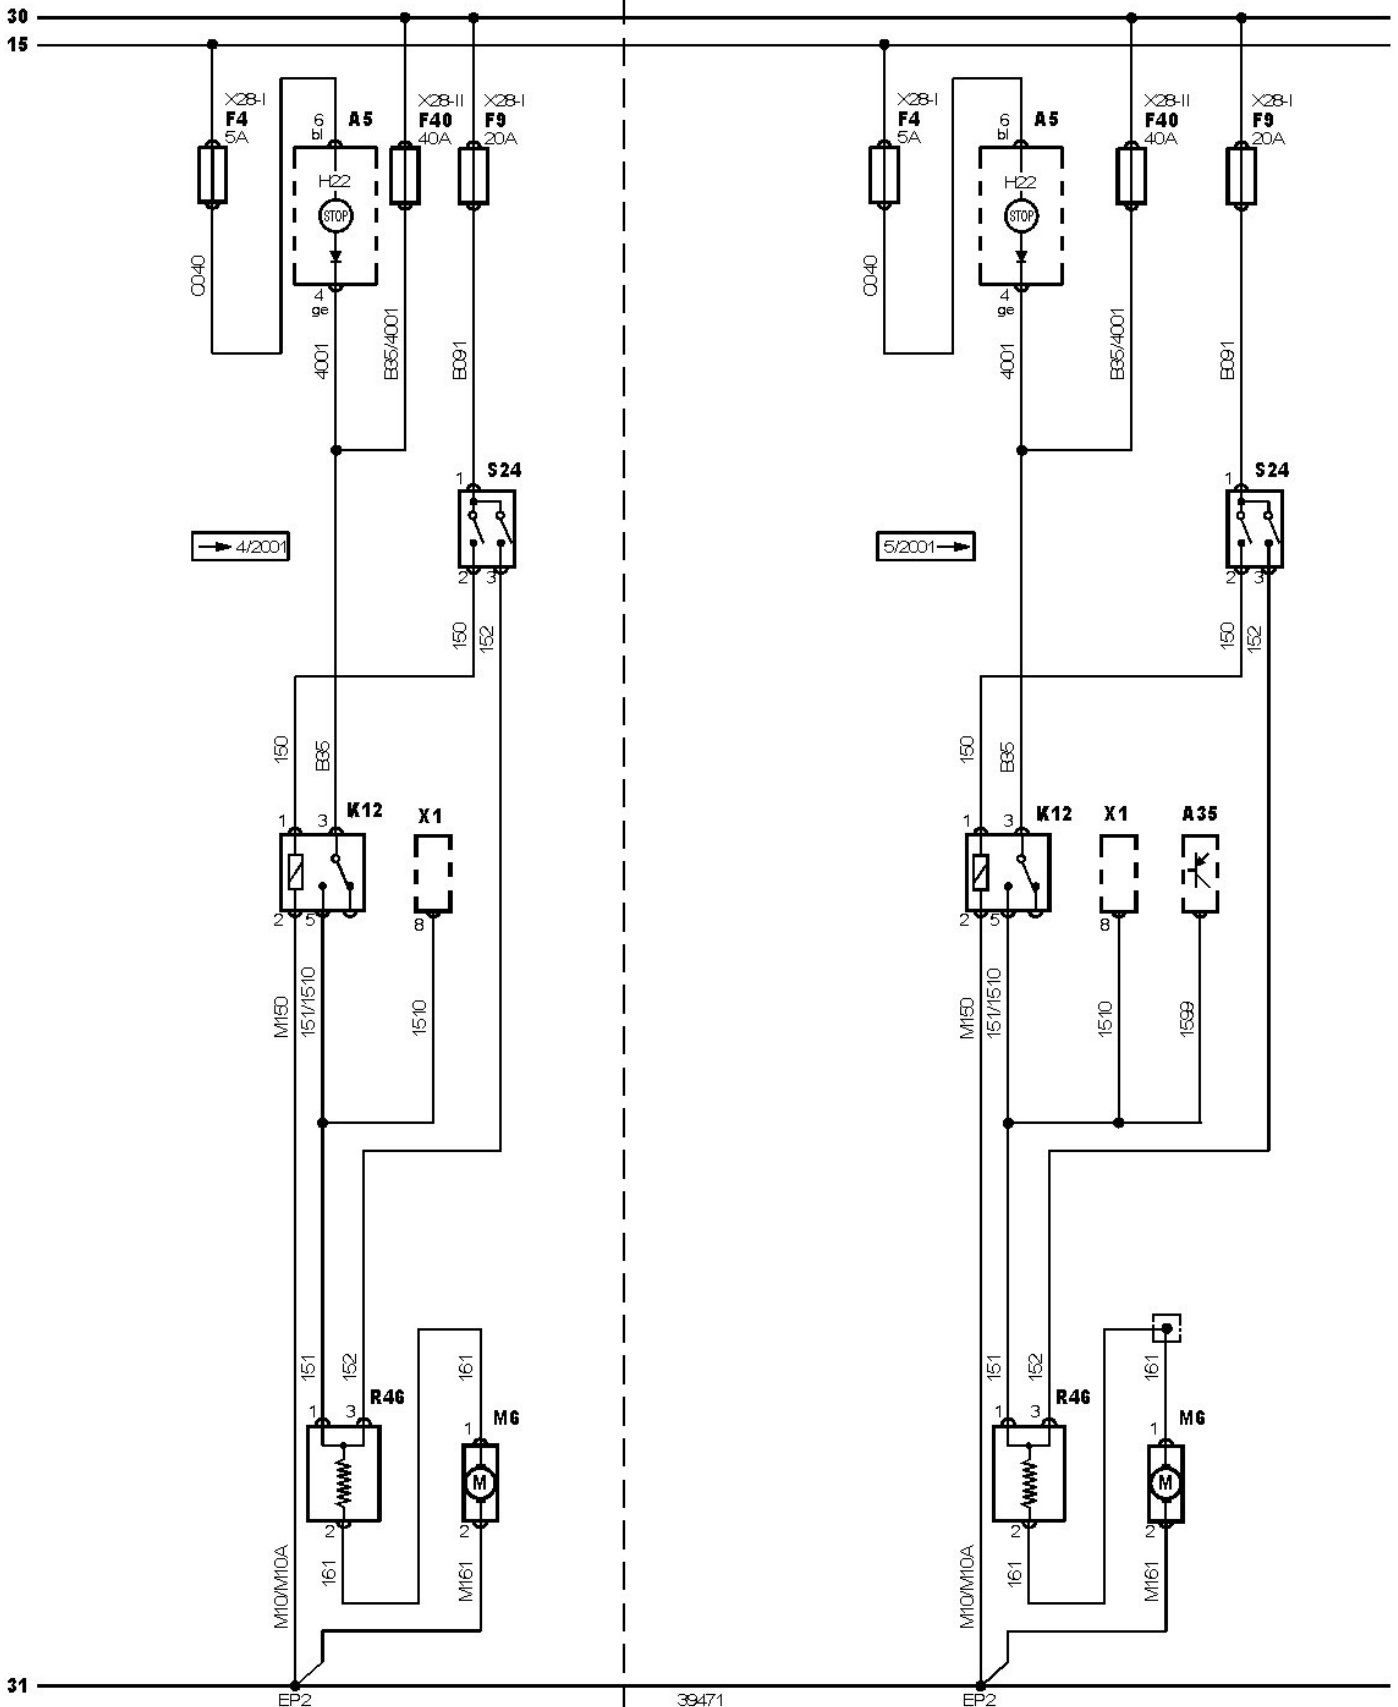 30
15
X28-I
F4
5A
6
bl
A5
X28-II
F40
40A
X28-I
F9
20A
H22
STOP
C040
4
ge
4001
B35/4001
B091
1
S24
→ 4/2001
2
3
150
152
150
B35
1
3
K12
X1
2
5
8
M150
151/1510
1510
151
152
161
1
3
R46
1
M6
M
2
2
M10/M10A
161
M161
31
EP2
X28-I
F4
5A
6
bl
A5
X28-II
F40
40A
X28-I
F9
20A
H22
STOP
C040
4
ge
4001
B35/4001
B091
1
S24
5/2001 →
2
3
150
152
150
B35
1
3
K12
X1
A35
2
5
8
M150
151/1510
1510
1599
151
152
161
1
3
R46
1
M6
M
2
2
M10/M10A
161
M161
39471
EP2